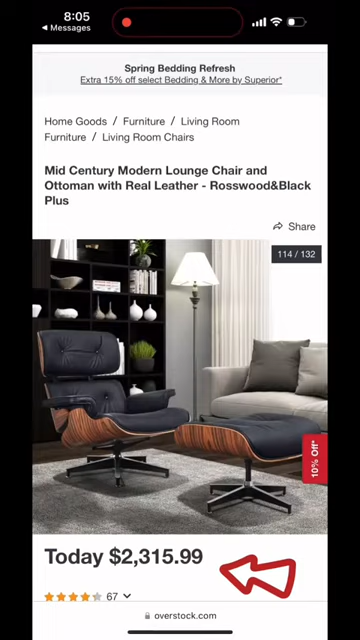 8:05
◀ Messages
Spring Bedding Refresh
Extra 15% off select Bedding & More by Superior*
Home Goods / Furniture / Living Room
Furniture / Living Room Chairs
Mid Century Modern Lounge Chair and
Ottoman with Real Leather - Rosswood&Black
Plus
Share
114 / 132
10% Off*
Today $2,315.99
67
overstock.com